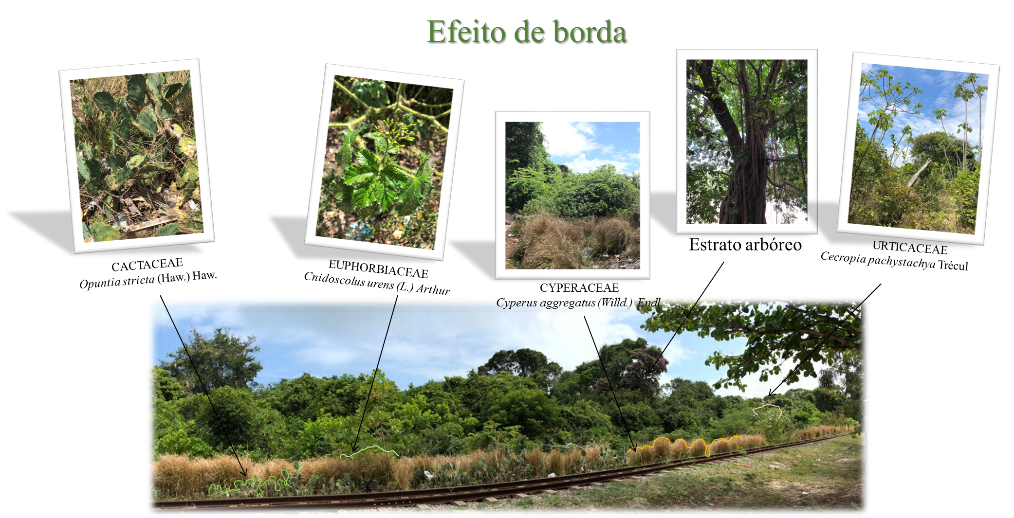 Efeito de borda
CACTACEAE
Opuntia stricta (Haw.) Haw.
EUPHORBIACEAE
Cnidoscolus urens (L.) Arthur
CYPERACEAE
Cyperus aggregatus (Willd.) Endl.
Estrato arbóreo
URTICACEAE
Cecropia pachystachya Trécul